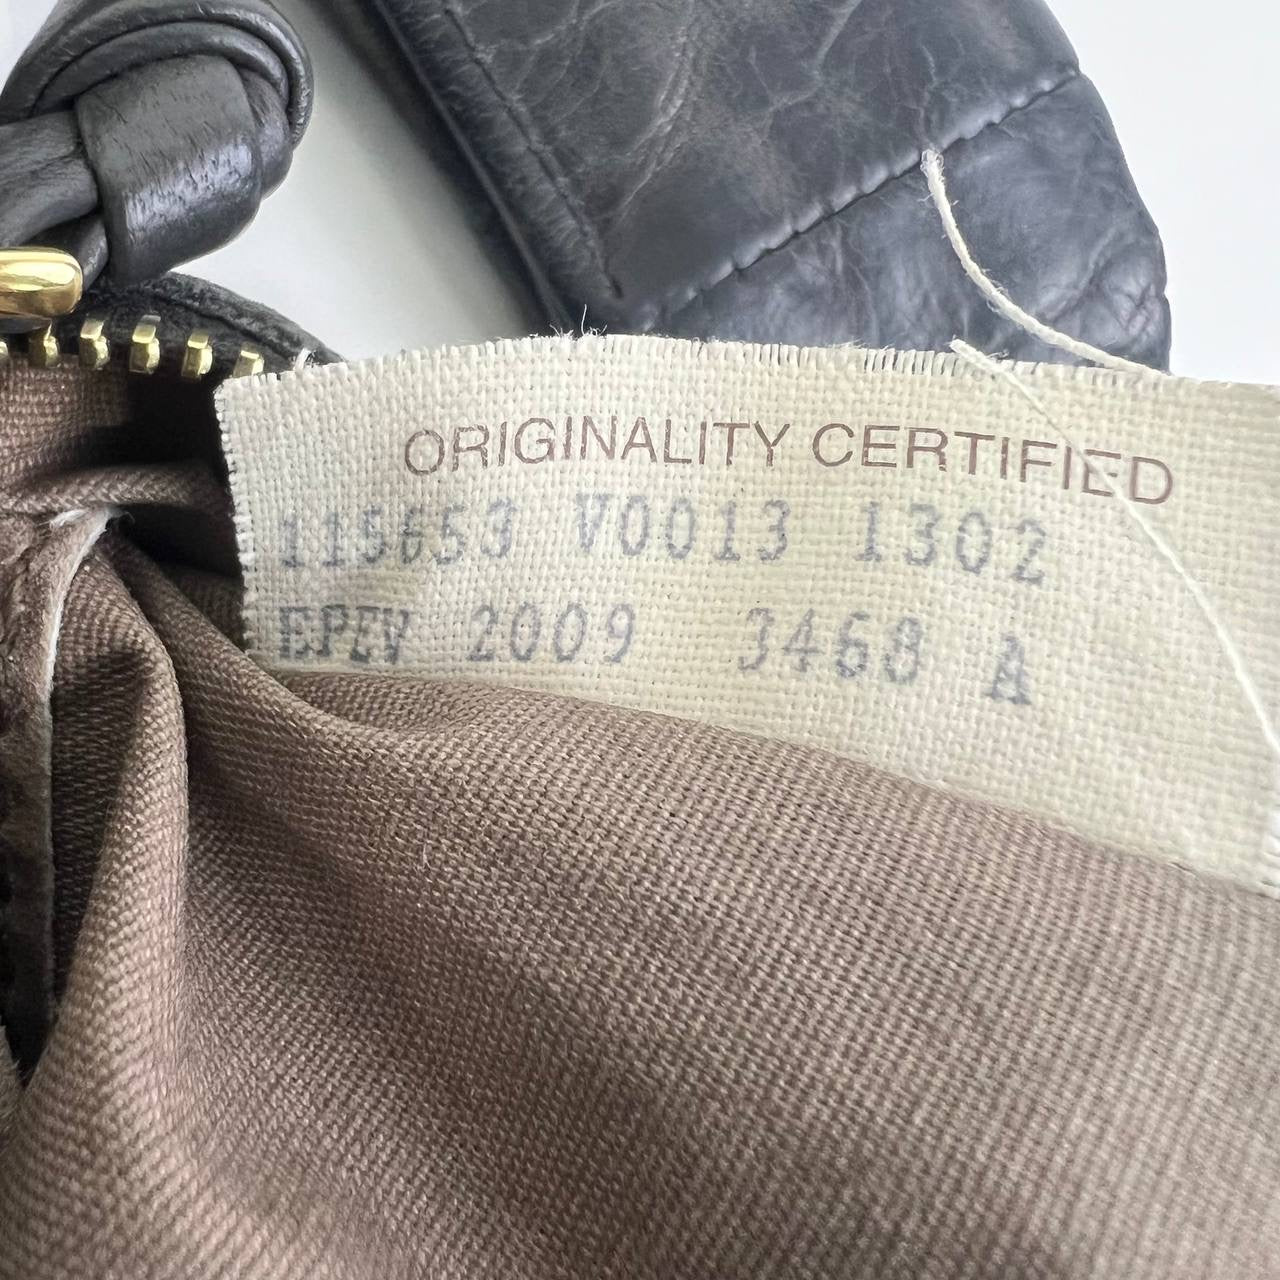 ORIGINALITY CERTIFIED
115653 V0013 1302
EPEV 2009 3468 A